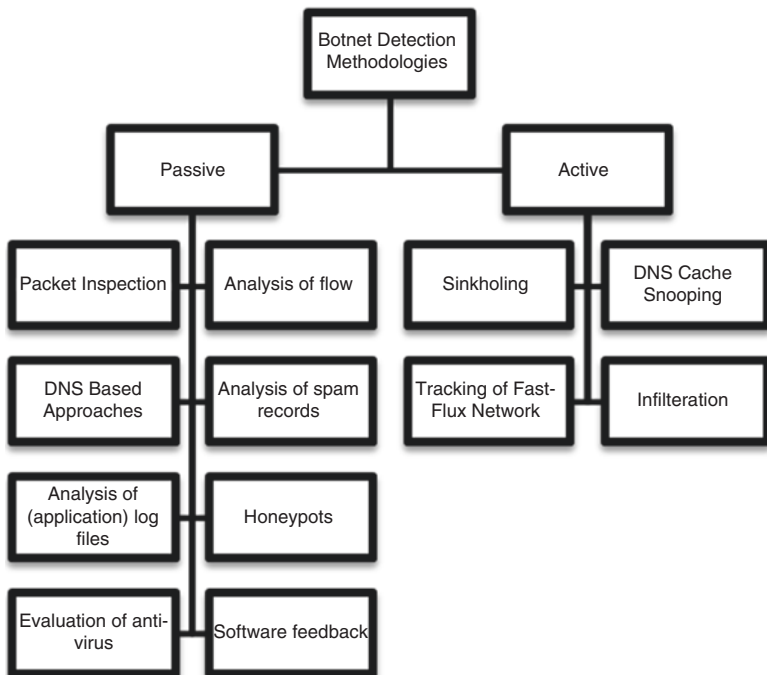 Botnet Detection
Methodologies
Passive
Active
Packet Inspection
Analysis of flow
Sinkholing
DNS Cache
Snooping
DNS Based
Approaches
Analysis of spam
records
Tracking of Fast-
Flux Network
Infilteration
Analysis of
(application) log
files
Honeypots
Evaluation of anti-
virus
Software feedback